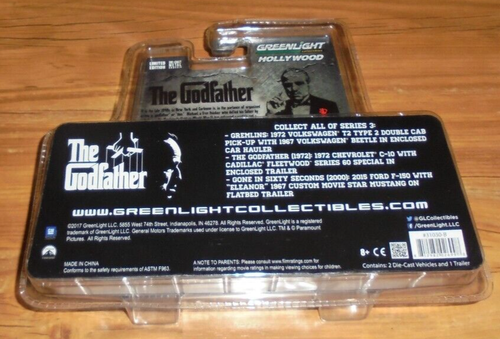 LIMITED EDITION
GREENLIGHT
HOLLYWOOD
The Godfather
The Godfather
COLLECT ALL OF SERIES 3:
- GREMLINS: 1972 VOLKSWAGEN T2 TYPE 2 DOUBLE CAB
PICK-UP WITH 1967 VOLKSWAGEN BEETLE IN ENCLOSED
CAR HAULER
- THE GODFATHER (1972) 1972 CHEVROLET C-10 WITH
CADILLAC FLEETWOOD SERIES 60 SPECIAL IN
ENCLOSED TRAILER
- GONE IN SIXTY SECONDS (2000): 2015 FORD F-150 WITH
"ELEANOR" 1967 CUSTOM MOVIE STAR MUSTANG ON
FLATBED TRAILER
WWW.GREENLIGHTCOLLECTIBLES.COM
©2017 GreenLight LLC, 5855 West 74th Street, Indianapolis, IN 46278. All Rights Reserved. GreenLight is a registered
trademark of GreenLight LLC. General Motors Trademarks used under license to GreenLight LLC. TM & © Paramount
Pictures. All Rights Reserved.
@GLCollectibles
/GreenLight.LLC
MADE IN CHINA
Conforms to the safety requirements of ASTM F963.
A NOTE TO PARENTS: Please consult www.filmratings.com for
information regarding movie ratings in making viewing choices for children.
8+ CE
Contains: 2 Die-Cast Vehicles and 1 Trailer